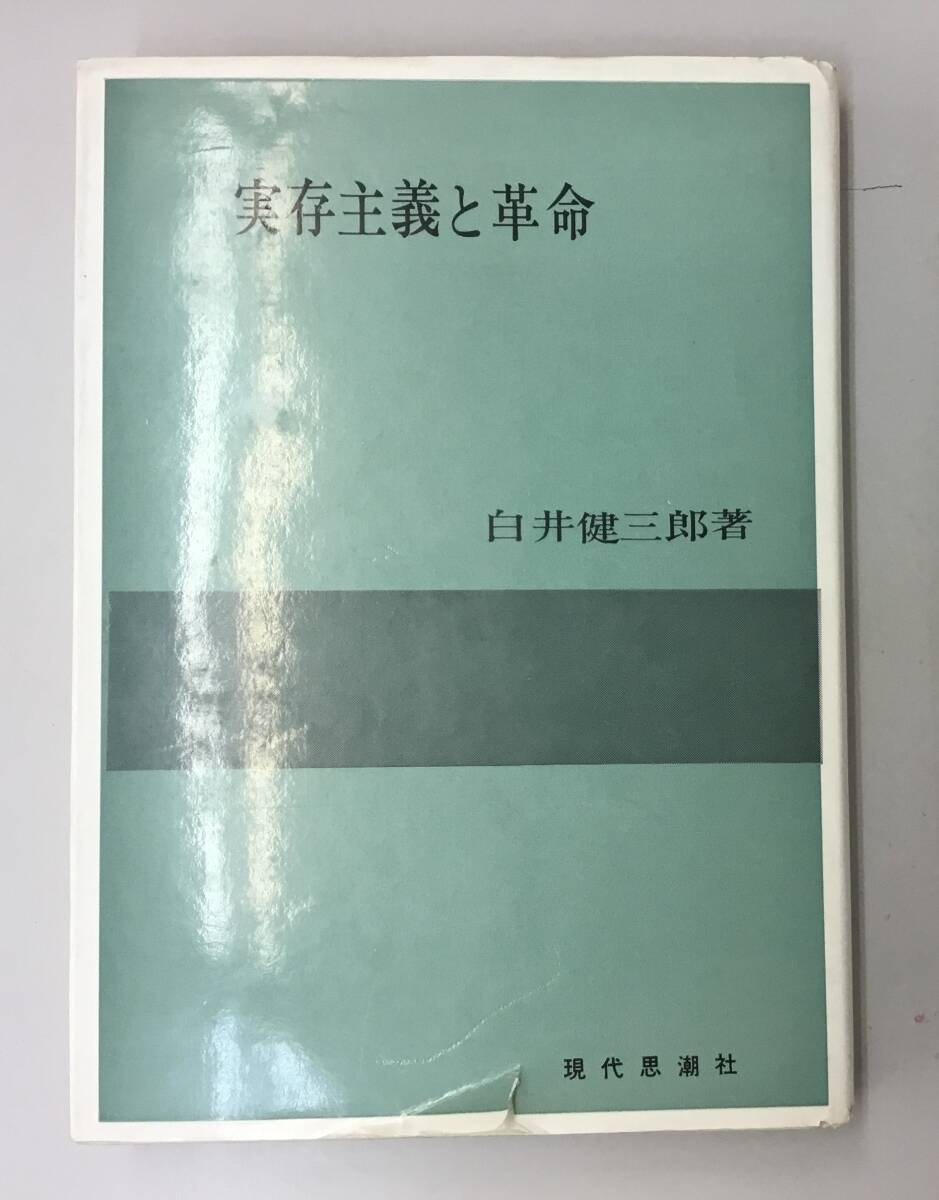 実存主義と革命
白井健三郎著
現代思潮社